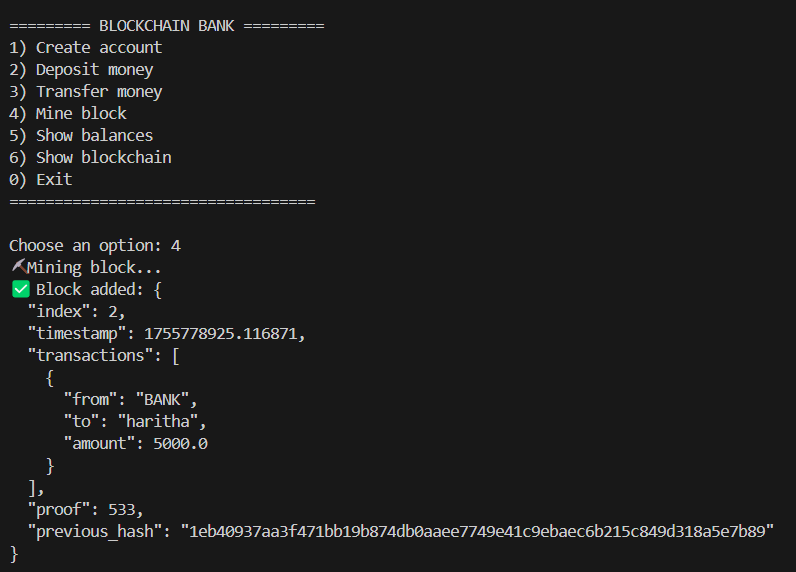 ========= BLOCKCHAIN BANK =========
1) Create account
2) Deposit money
3) Transfer money
4) Mine block
5) Show balances
6) Show blockchain
0) Exit
==================================
Choose an option: 4
⛏Mining block...
✅ Block added: {
  "index": 2,
  "timestamp": 1755778925.116871,
  "transactions": [
    {
      "from": "BANK",
      "to": "haritha",
      "amount": 5000.0
    }
  ],
  "proof": 533,
  "previous_hash": "1eb40937aa3f471bb19b874db0aaee7749e41c9ebaec6b215c849d318a5e7b89"
}